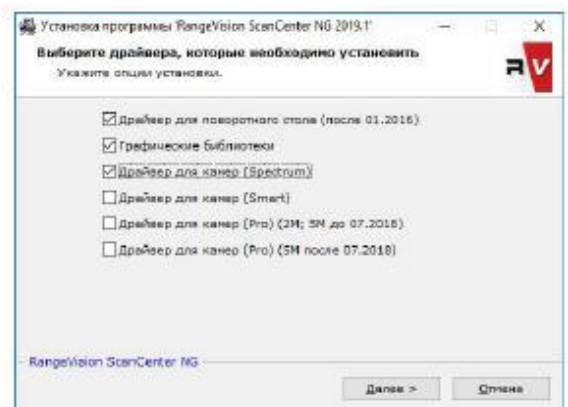 Установка программы 'RangeVision ScanCenter NG 2019.1'
Выберите драйвера, которые необходимо установить
Укажите опции установки.
RV
Драйвер для поворотного стола (после 01.2016)
Графические библиотеки
Драйвер для камер (Spectrum)
Драйвер для камер (Smart)
Драйвер для камер (Pro) (2M; 5M до 07.2018)
Драйвер для камер (Pro) (5M после 07.2018)
RangeVision ScanCenter NG
Далее >
Отмена